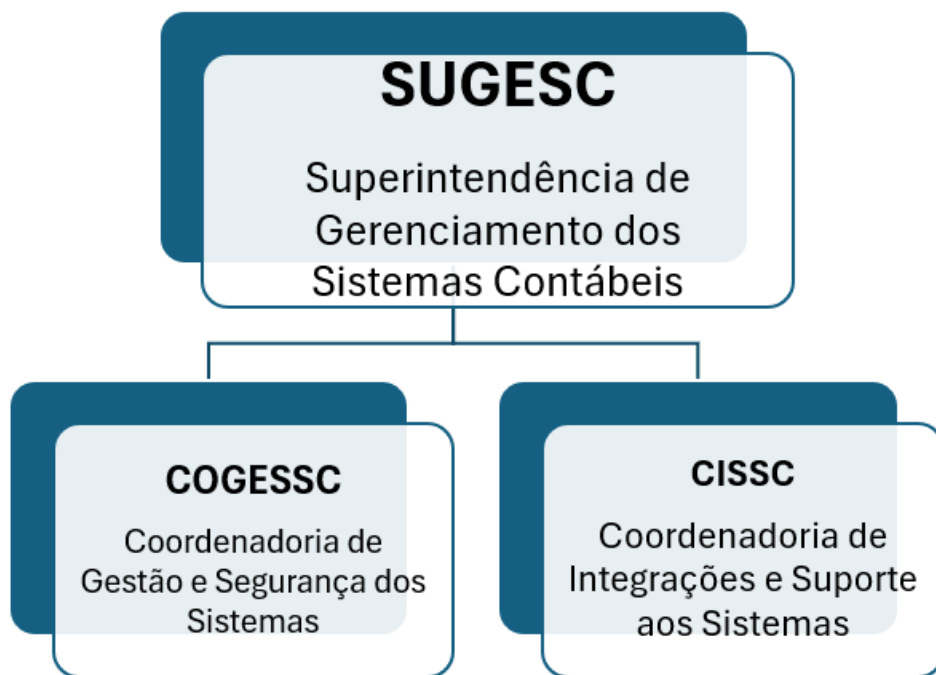 SUGESC
Superintendência de
Gerenciamento dos
Sistemas Contábeis
COGESSC
Coordenadoria de
Gestão e Segurança dos
Sistemas
CISSC
Coordenadoria de
Integrações e Suporte
aos Sistemas